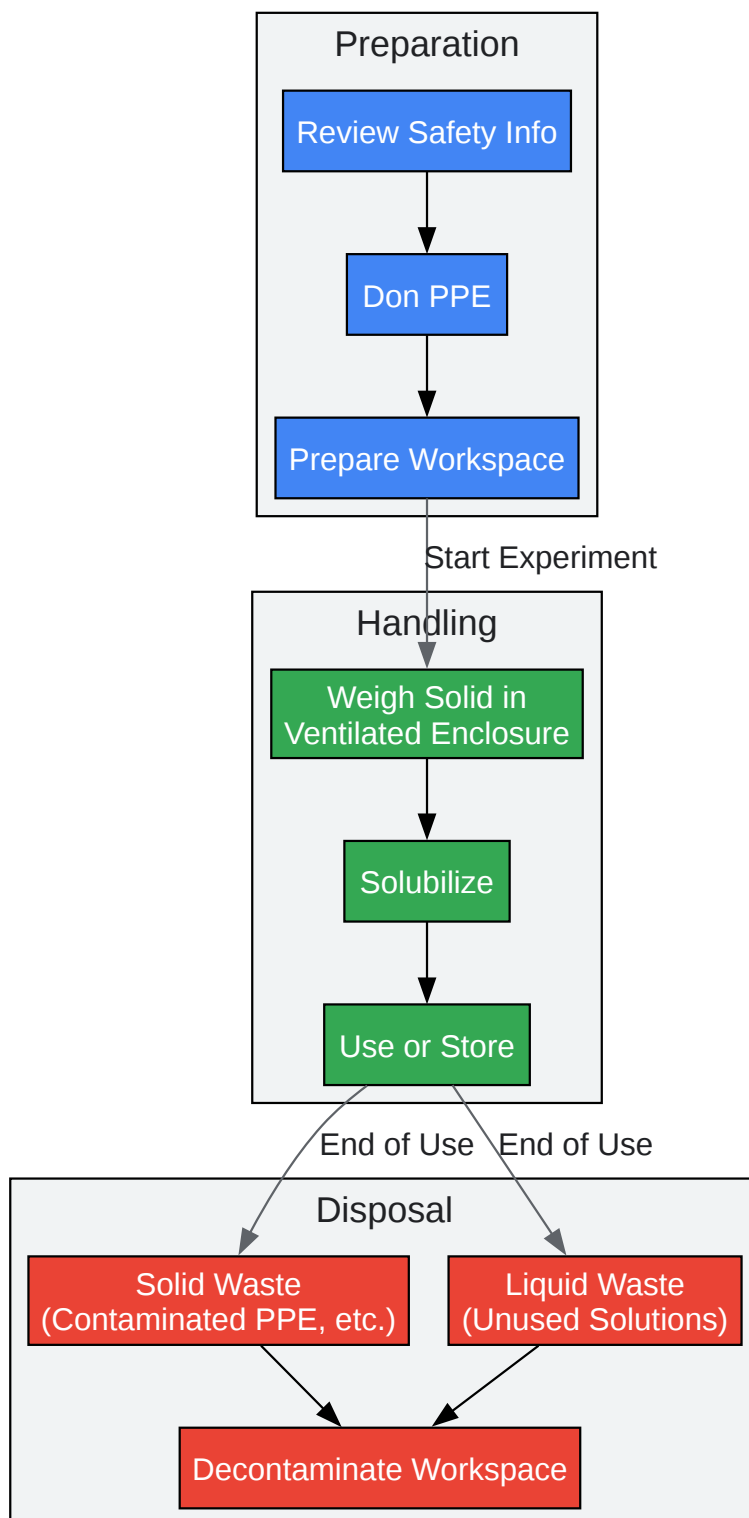 Preparation
Review Safety Info
Don PPE
Prepare Workspace
Start Experiment
Handling
Weigh Solid in
Ventilated Enclosure
Solubilize
Use or Store
End of Use
End of Use
Disposal
Solid Waste
(Contaminated PPE, etc.)
Liquid Waste
(Unused Solutions)
Decontaminate Workspace